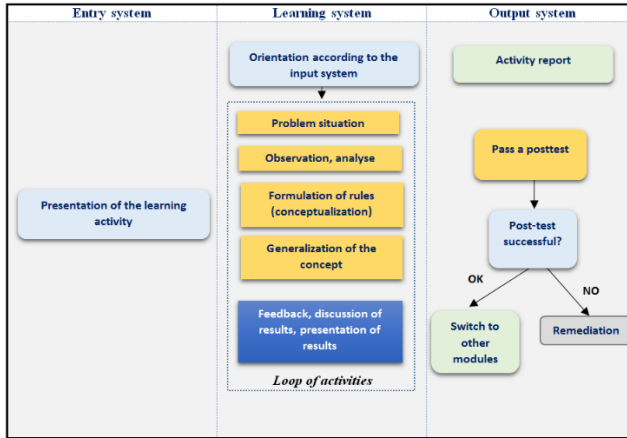 Entry system
Learning system
Output system
Orientation according to the
input system
Activity report
Problem situation
Observation, analyse
Pass a posttest
Formulation of rules
(conceptualization)
Presentation of the learning
activity
Post-test
successful?
Generalization of the
concept
OK
NO
Feedback, discussion of
results, presentation of
results
Switch to
other
modules
Remediation
Loop of activities